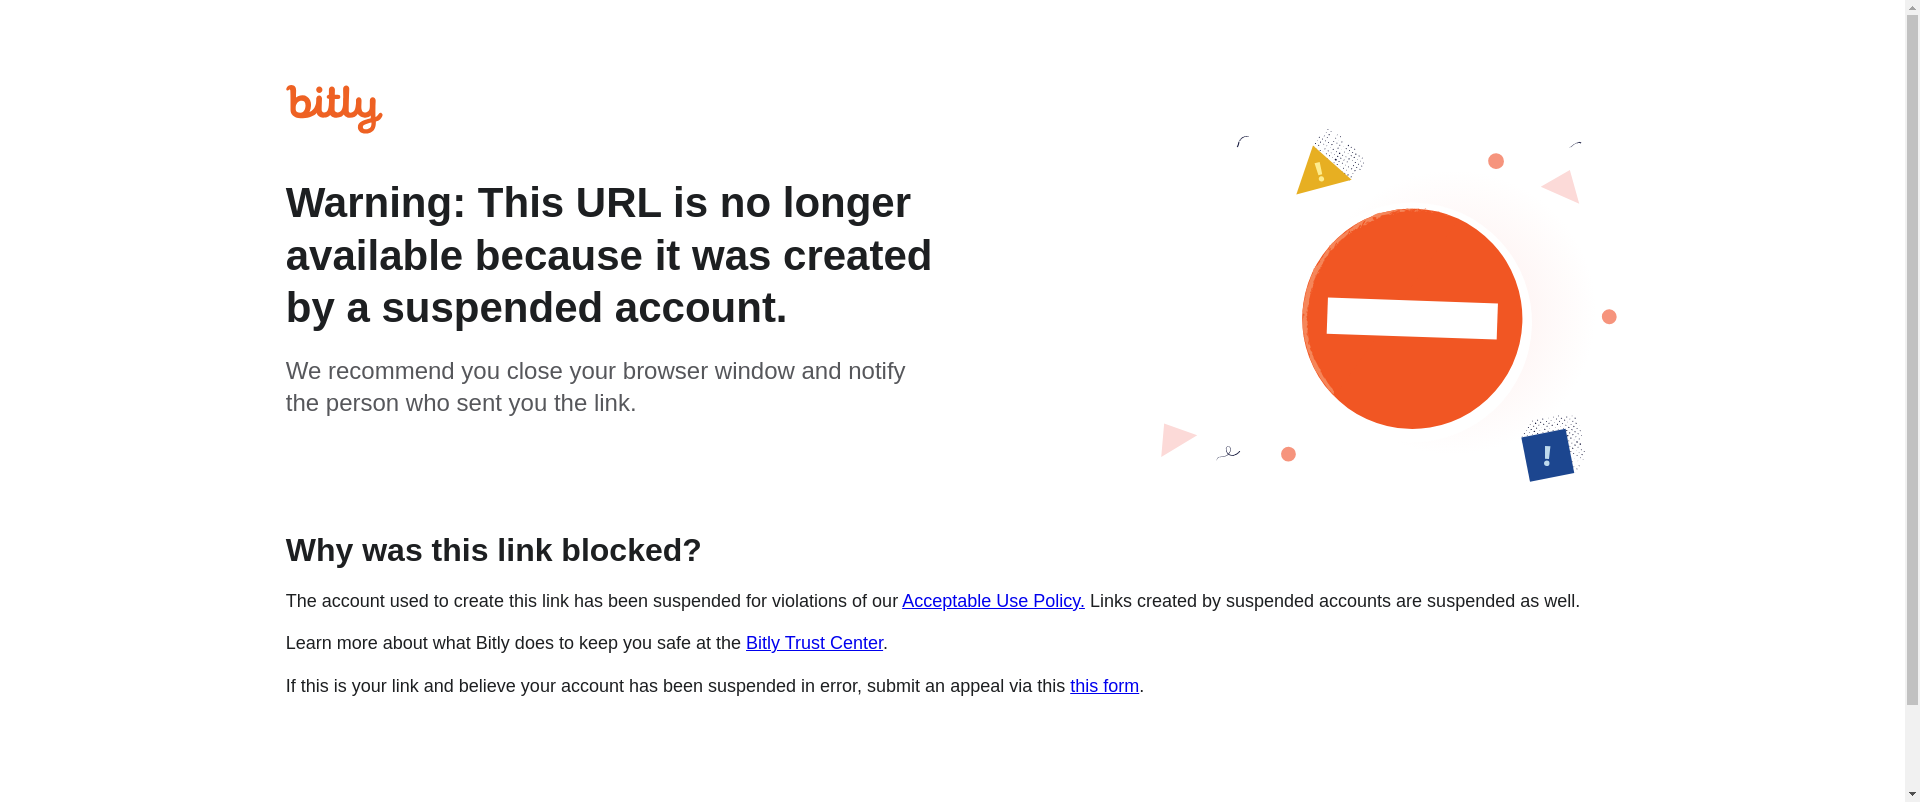 bitly
Warning: This URL is no longer
available because it was created
by a suspended account.
We recommend you close your browser window and notify
the person who sent you the link.
!
!
Why was this link blocked?
The account used to create this link has been suspended for violations of our Acceptable Use Policy. Links created by suspended accounts are suspended as well.
Learn more about what Bitly does to keep you safe at the Bitly Trust Center.
If this is your link and believe your account has been suspended in error, submit an appeal via this this form.